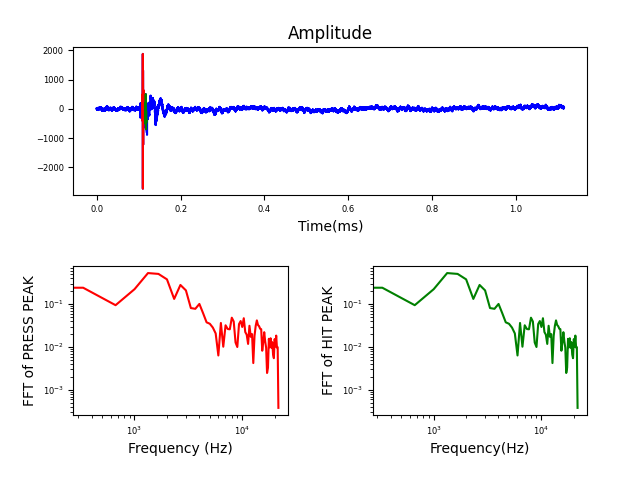 Amplitude
2000
1000
0
−1000
−2000
0.0 0.2 0.4 0.6 0.8 1.0
Time(ms)
FFT of PRESS PEAK
10⁻¹
10⁻²
10⁻³
10³ 10⁴
Frequency (Hz)
FFT of HIT PEAK
10⁻¹
10⁻²
10⁻³
10³ 10⁴
Frequency(Hz)